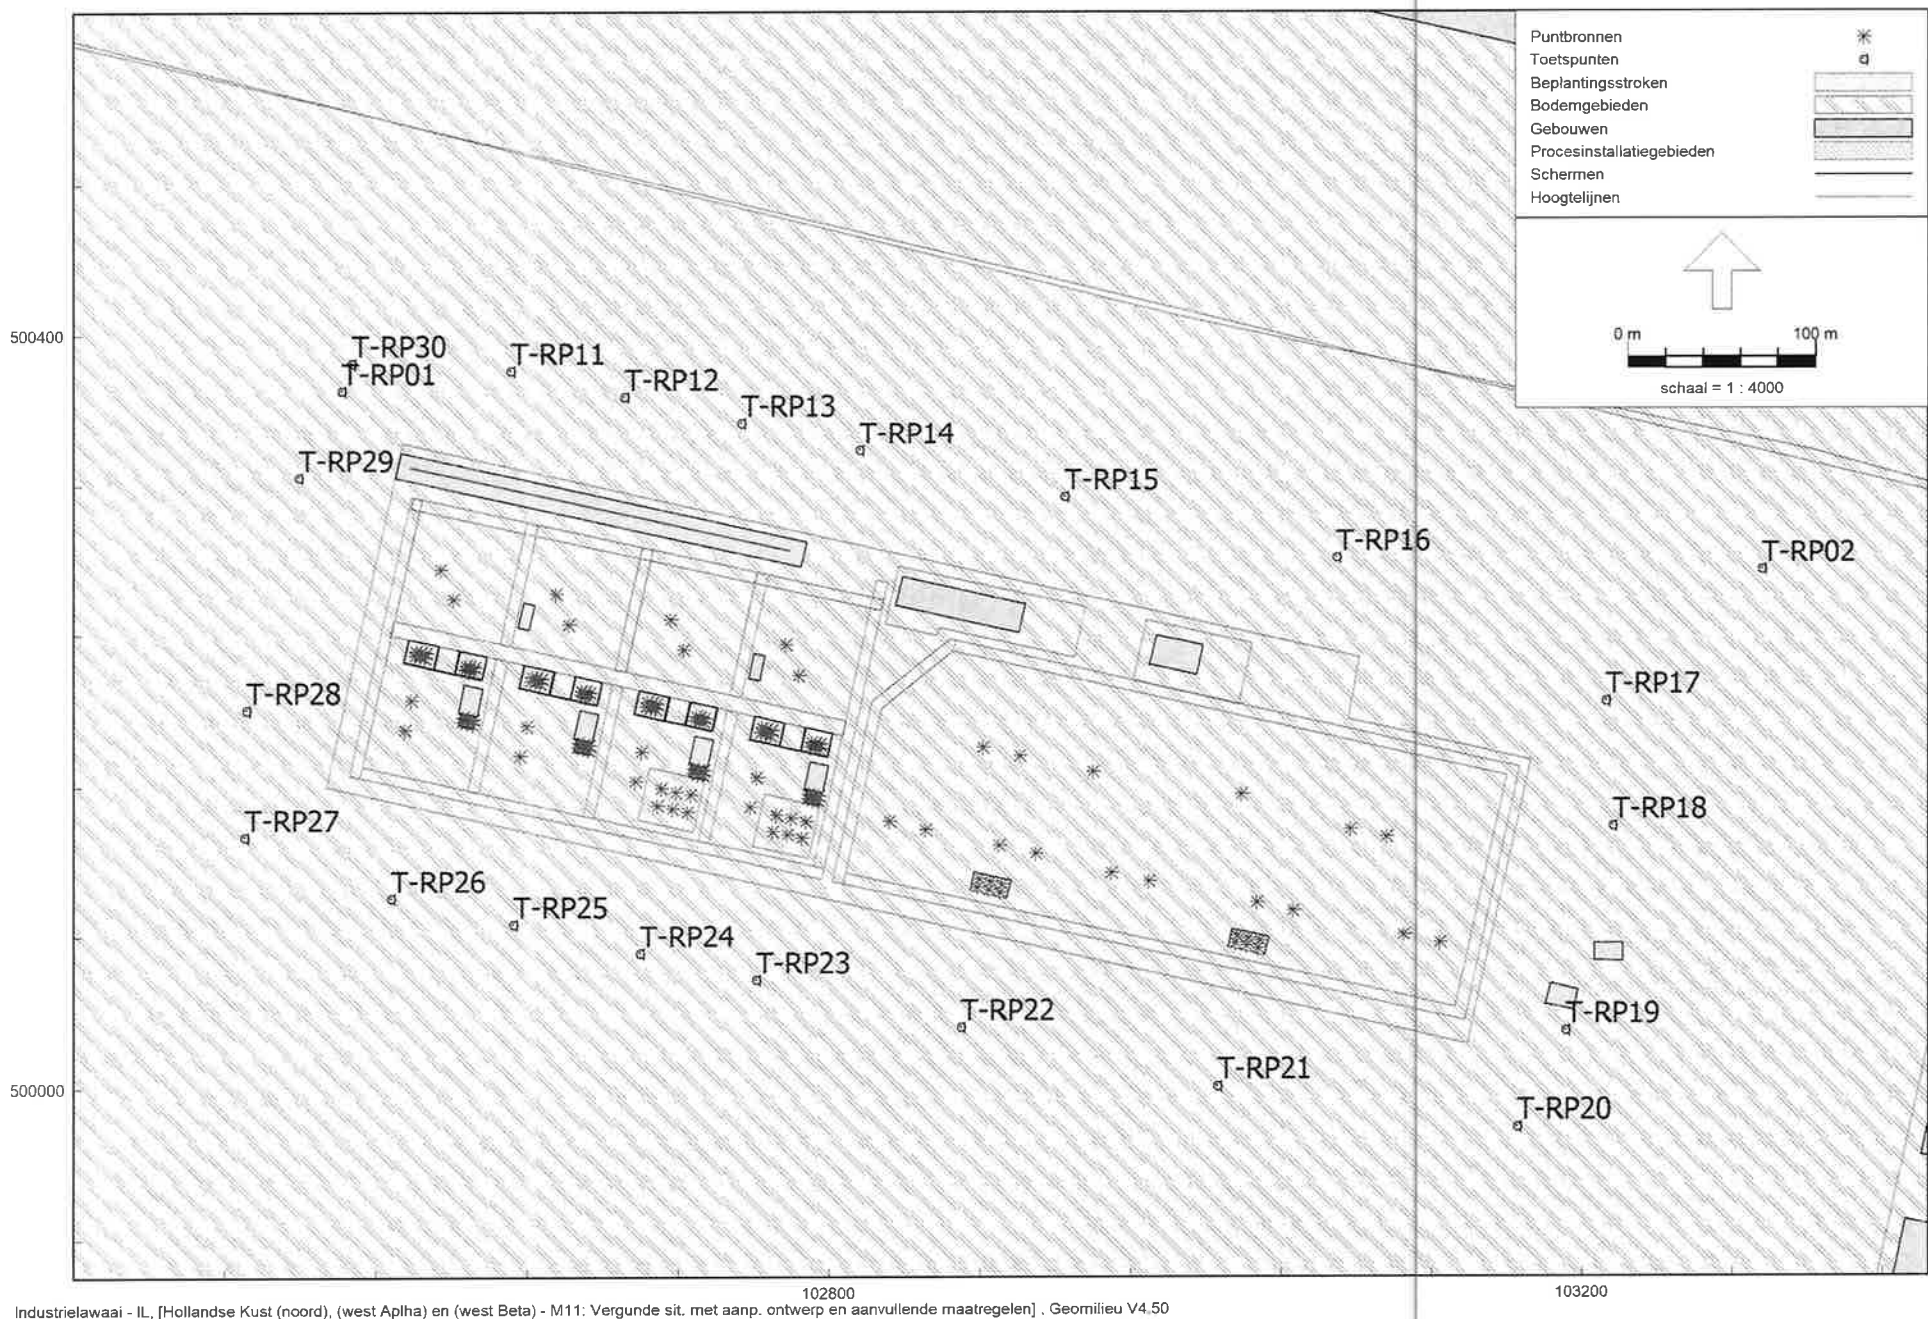 Puntbronnen
Toetspunten
Beplantingsstroken
Bodemgebieden
Gebouwen
Procesinstallatiegebieden
Schermen
Hoogtelijnen
0 m 100 m
schaal = 1 : 4000
500400
T-RP30
T-RP01
T-RP11
T-RP12
T-RP13
T-RP14
T-RP29
T-RP15
T-RP16
T-RP02
T-RP28
T-RP17
T-RP18
T-RP27
T-RP26
T-RP25
T-RP24
T-RP23
T-RP22
T-RP19
T-RP21
T-RP20
500000
102800
103200
Industrielawaai - IL, [Hollandse Kust (noord), (west Aplha) en (west Beta) - M11: Vergunde sit. met aanp. ontwerp en aanvullende maatregelen] , Geomilieu V4.50